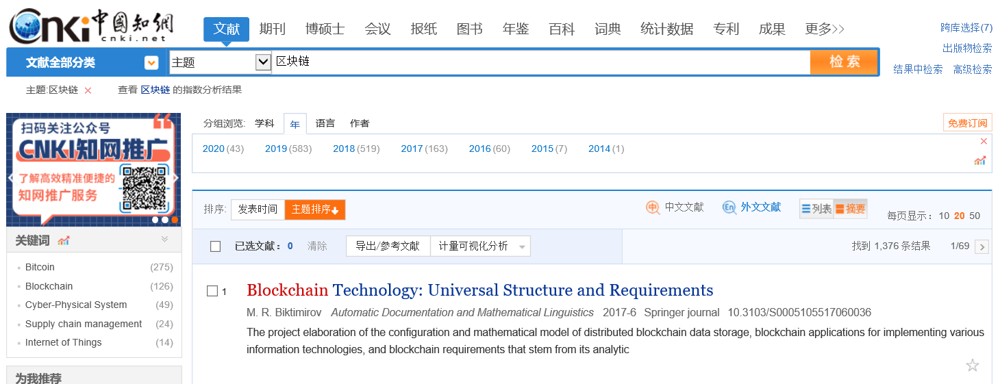 Cnki中國知網
cnki.net
文献 期刊 博硕士 会议 报纸 图书 年鉴 百科 词典 统计数据 专利 成果 更多>>
跨库选择(7)
文献全部分类 主题 区块链 检索
出版物检索
结果中检索 高级检索
主题:区块链 × 查看 区块链 的指数分析结果
扫码关注公众号
CNKI知网推广
了解高效精准便捷的
知网推广服务
分组浏览: 学科 年 语言 作者
免费订阅
2020 (43) 2019 (583) 2018 (519) 2017 (163) 2016 (60) 2015 (7) 2014 (1)
排序: 发表时间 主题排序
中 中文文献 En 外文文献 列表 摘要 每页显示: 10 20 50
已选文献: 0 清除 导出/参考文献 计量可视化分析 找到 1,376 条结果 1/69 >
关键词
Bitcoin (275)
Blockchain (126)
Cyber-Physical System (49)
Supply chain management (24)
Internet of Things (14)
为我推荐
1 Blockchain Technology: Universal Structure and Requirements
M. R. Biktimirov Automatic Documentation and Mathematical Linguistics 2017-6 Springer journal 10.3103/S0005105517060036
The project elaboration of the configuration and mathematical model of distributed blockchain data storage, blockchain applications for implementing various
information technologies, and blockchain requirements that stem from its analytic